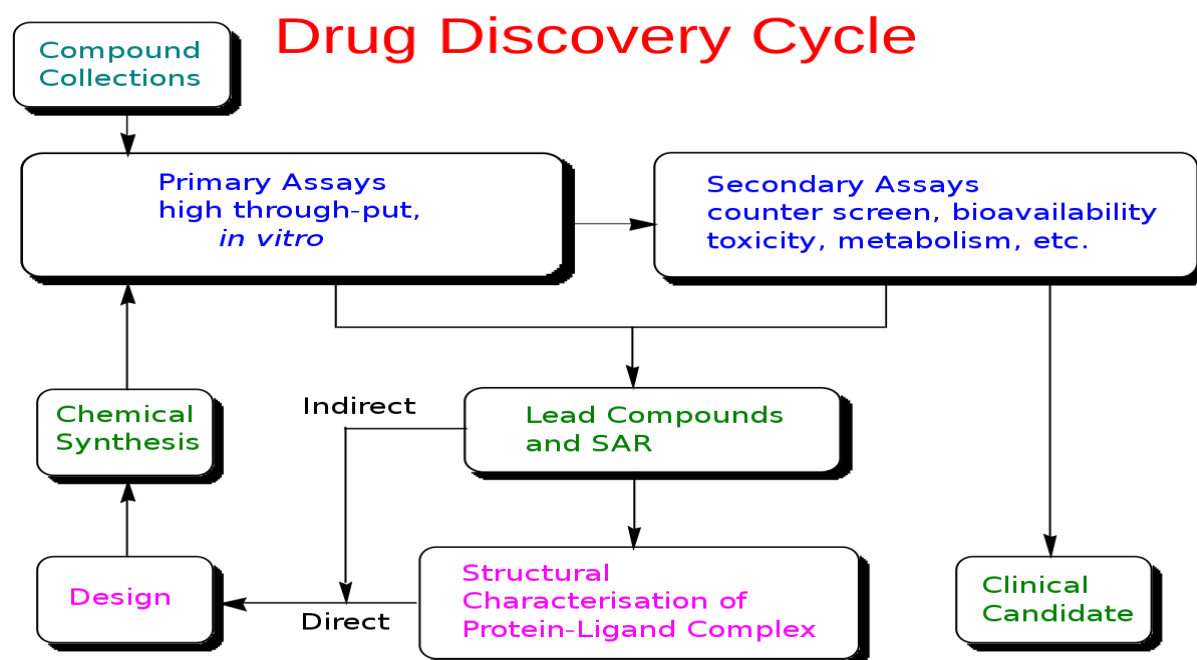 Drug Discovery Cycle
Compound
Collections
Primary Assays
high through-put,
in vitro
Secondary Assays
counter screen, bioavailability
toxicity, metabolism, etc.
Chemical
Synthesis
Indirect
Lead Compounds
and SAR
Design
Direct
Structural
Characterisation of
Protein-Ligand Complex
Clinical
Candidate